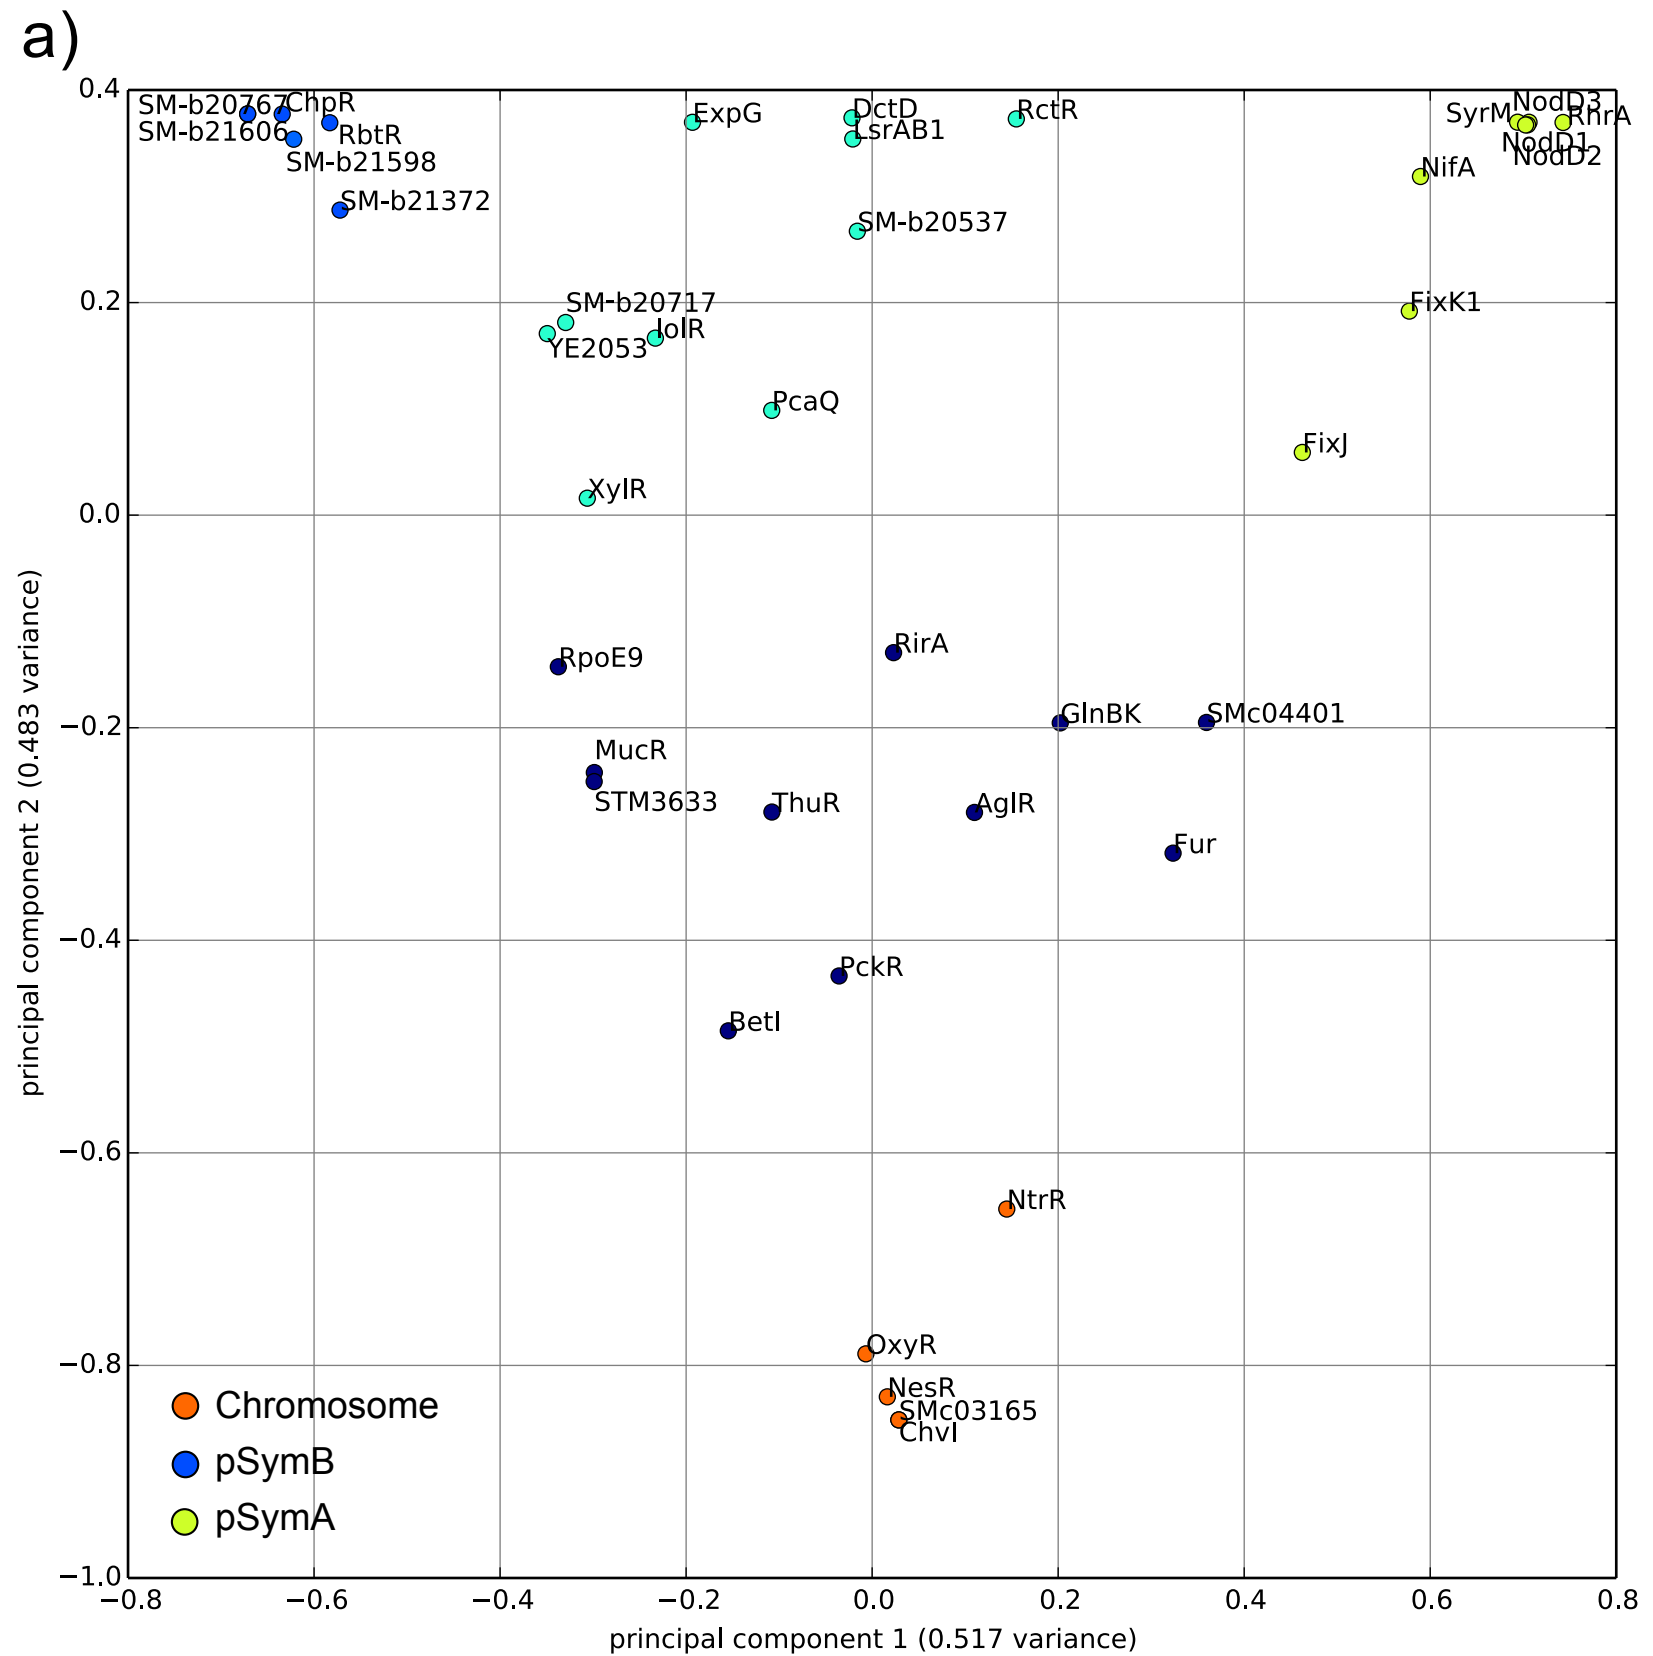 a)
0.4
SM-b20767
ChpR
ExpG
DctD
RctR
SyrM
NodD3
RhrA
SM-b21606
RbtR
LsrAB1
NodD1
SM-b21598
NodD2
NifA
SM-b21372
SM-b20537
0.2
SM-b20717
FixK1
IolR
YE2053
PcaQ
FixJ
XylR
0.0
RirA
RpoE9
−0.2
GlnBK
SMc04401
MucR
STM3633
ThuR
AglR
Fur
−0.4
PckR
BetI
−0.6
NtrR
OxyR
−0.8
NesR
SMc03165
ChvI
Chromosome
pSymB
pSymA
−1.0
−0.8 −0.6 −0.4 −0.2 0.0 0.2 0.4 0.6 0.8
principal component 1 (0.517 variance)
principal component 2 (0.483 variance)